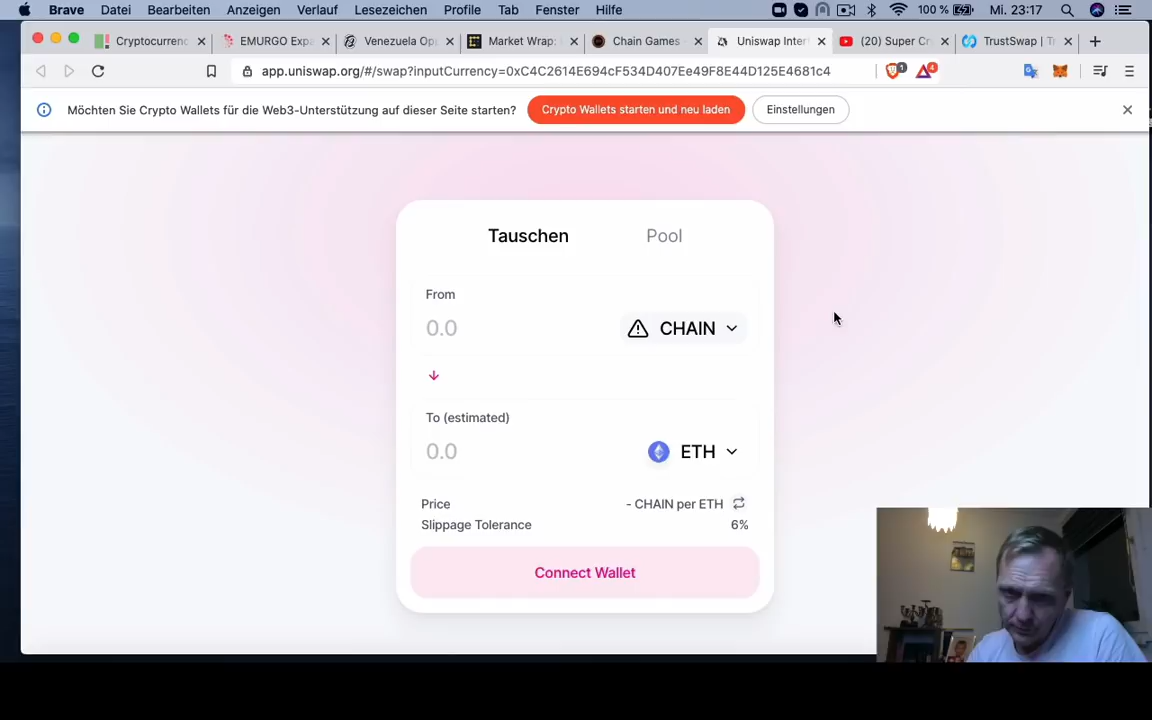 Brave Datei Bearbeiten Anzeigen Verlauf Lesezeichen Profile Tab Fenster Hilfe 100 % Mi. 23:17
Cryptocurrenc EMURGO Expa Venezuela Op Market Wrap: Chain Games - Uniswap Inter (20) Super Cr TrustSwap | T
app.uniswap.org/#/swap?inputCurrency=0xC4C2614E694cF534D407Ee49F8E44D125E4681c4 1 4
Möchten Sie Crypto Wallets für die Web3-Unterstützung auf dieser Seite starten? Crypto Wallets starten und neu laden Einstellungen
Tauschen Pool
From
0.0 CHAIN
To (estimated)
0.0 ETH
Price - CHAIN per ETH
Slippage Tolerance 6%
Connect Wallet